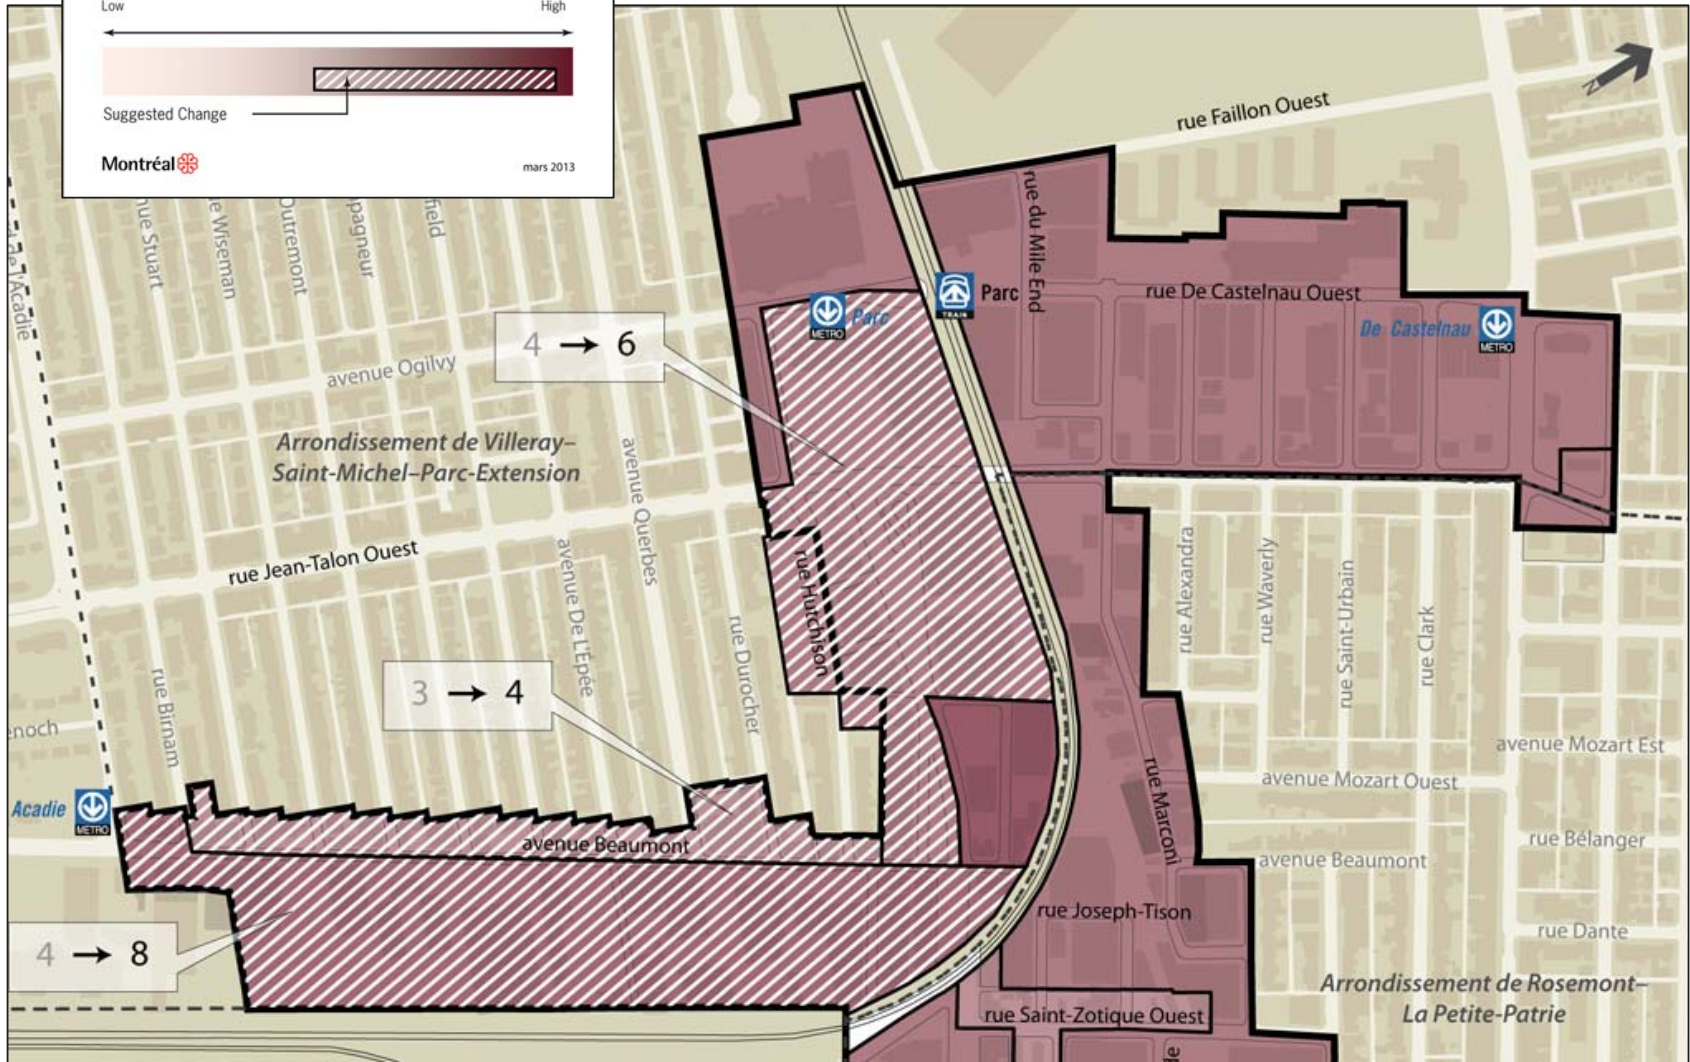 Low High
Suggested Change
Montréal
mars 2013
N
rue Faillon Ouest
rue du Mile End
Parc
TRAIN
rue De Castelnau Ouest
De Castelnau
METRO
Parc
METRO
4 → 6
avenue Ogilvy
Arrondissement de Villeray–
Saint-Michel–Parc-Extension
avenue Querbes
rue Jean-Talon Ouest
avenue De L'Épée
rue Hutchison
rue Durocher
rue Birnam
3 → 4
Acadie
METRO
avenue Beaumont
4 → 8
rue Alexandra
rue Waverly
rue Saint-Urbain
rue Clark
avenue Mozart Est
avenue Mozart Ouest
rue Marconi
rue Bélanger
avenue Beaumont
rue Joseph-Tison
rue Dante
Arrondissement de Rosemont–
La Petite-Patrie
rue Saint-Zotique Ouest
nue Stuart
e Wiseman
Outremont
pagneur
field
de l'Acadie
enoch
de